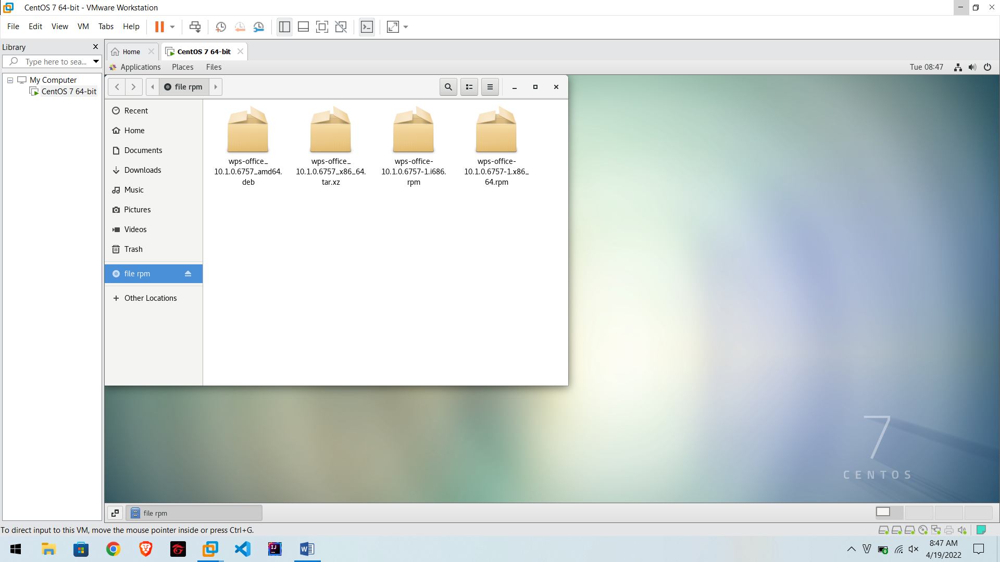 CentOS 7 64-bit - VMware Workstation
File Edit View VM Tabs Help
Library
Type here to sea...
My Computer
CentOS 7 64-bit
Home
CentOS 7 64-bit
Applications Places Files
Tue 08:47
file rpm
Recent
Home
Documents
Downloads
Music
Pictures
Videos
Trash
file rpm
Other Locations
wps-office_
10.1.0.6757_amd64.
deb
wps-office_
10.1.0.6757_x86_64.
tar.xz
wps-office-
10.1.0.6757-1.i686.
rpm
wps-office-
10.1.0.6757-1.x86_
64.rpm
7
CENTOS
file rpm
To direct input to this VM, move the mouse pointer inside or press Ctrl+G.
8:47 AM
4/19/2022